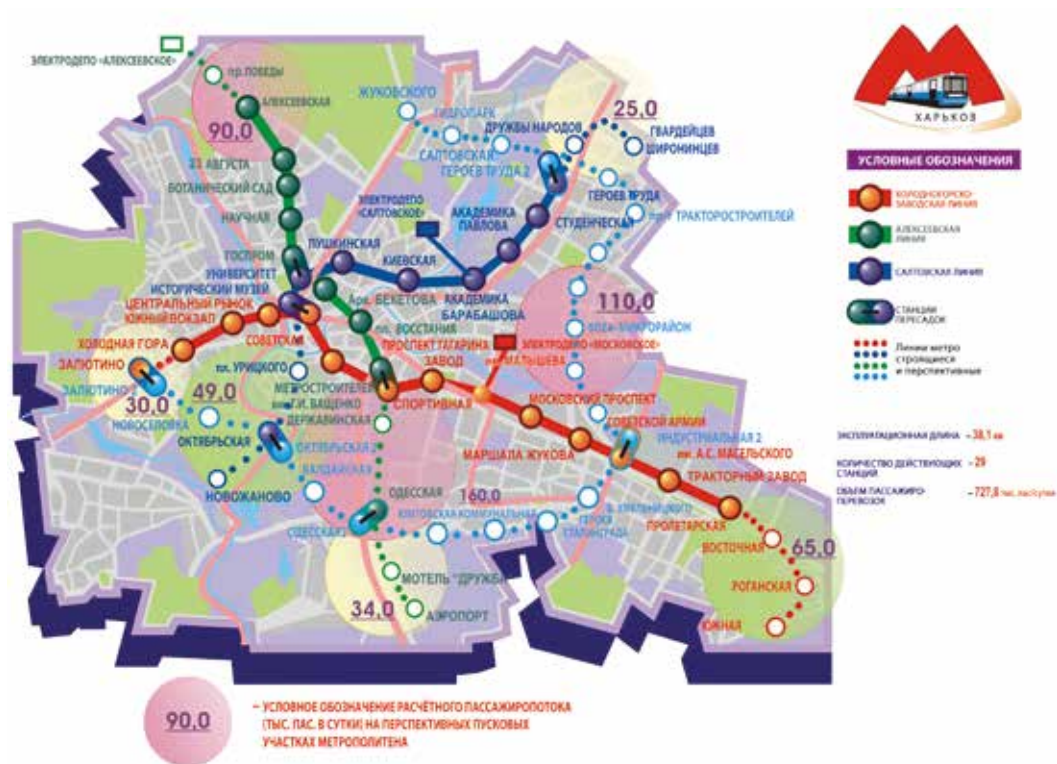 ЭЛЕКТРОДЕПО «АЛЕКСЕЕВСКОЕ»
пр. ПОБЕДЫ
АЛЕКСЕЕВСКАЯ
90,0
23 АВГУСТА
БОТАНИЧЕСКИЙ САД
НАУЧНАЯ
ГОСПРОМ
УНИВЕРСИТЕТ
ИСТОРИЧЕСКИЙ МУЗЕЙ
ЦЕНТРАЛЬНЫЙ РЫНОК
ЮЖНЫЙ ВОКЗАЛ
ХОЛОДНАЯ ГОРА
ЗАЛЮТИНО
ЗАЛЮТИНО 2
30,0
49,0
НОВОСЕЛОВКА
ОКТЯБРЬСКАЯ
НОВОЖАНОВО
ЖУКОВСКОГО
ГИДРОПАРК
САЛТОВСКАЯ
ДРУЖБЫ НАРОДОВ
ГЕРОЕВ ТРУДА 2
25,0
ГВАРДЕЙЦЕВ
ШИРОНИНЦЕВ
ГЕРОЕВ ТРУДА
СТУДЕНЧЕСКАЯ
ТРАКТОРОСТРОИТЕЛЕЙ
ЭЛЕКТРОДЕПО
«САЛТОВСКОЕ»
АКАДЕМИКА
ПАВЛОВА
ПУШКИНСКАЯ
КИЕВСКАЯ
АКАДЕМИКА
БАРАБАШОВА
Арх. БЕКЕТОВА
пл. ВОССТАНИЯ
СОВЕТСКАЯ
ПРОСПЕКТ ГАГАРИНА
пл. УРИЦКОГО
МЕТРОСТРОИТЕЛЕЙ
им. Г.И. ВАЩЕНКО
СПОРТИВНАЯ
ЗАВОД
им. МАЛЫШЕВА
ЭЛЕКТРОДЕПО «МОСКОВСКОЕ»
110,0
МОСКОВСКИЙ ПРОСПЕКТ
МАРШАЛА ЖУКОВА
СОВЕТСКОЙ АРМИИ
ИНДУСТРИАЛЬНАЯ 2
им. А.С. МАСЕЛЬСКОГО
ТРАКТОРНЫЙ ЗАВОД
ПРОЛЕТАРСКАЯ
ВОСТОЧНАЯ
65,0
РОГАНСКАЯ
ЮЖНАЯ
ДЕРЖАВИНСКАЯ
ОКТЯБРЬСКАЯ 2
ВАЛДАЙСКАЯ
ОДЕССКАЯ
ОДЕССКАЯ 2
160,0
КОММУНАЛЬНАЯ
Б. ХМЕЛЬНИЦКОГО
ГЕРОЕВ
СТАЛИНГРАДА
МОТЕЛЬ "ДРУЖБА
34,0
АЭРОПОРТ
90,0
– УСЛОВНОЕ ОБОЗНАЧЕНИЕ РАСЧЁТНОГО ПАССАЖИРОПОТОКА
(ТЫС. ПАС. В СУТКИ) НА ПЕРСПЕКТИВНЫХ ПУСКОВЫХ
УЧАСТКАХ МЕТРОПОЛИТЕНА
ХАРЬКОВ
УСЛОВНЫЕ ОБОЗНАЧЕНИЯ
ХОЛОДНОГОРСКО-
ЗАВОДСКАЯ ЛИНИЯ
АЛЕКСЕЕВСКАЯ
ЛИНИЯ
САЛТОВСКАЯ ЛИНИЯ
СТАНЦИИ
ПЕРЕСАДОК
Линии метро
строящиеся
и перспективные
ЭКСПЛУАТАЦИОННАЯ ДЛИНА – 38,1 км
КОЛИЧЕСТВО ДЕЙСТВУЮЩИХ
СТАНЦИЙ – 29
ОБЪЕМ ПАССАЖИРО-
ПЕРЕВОЗОК – 727,8 тыс. пас/сутки